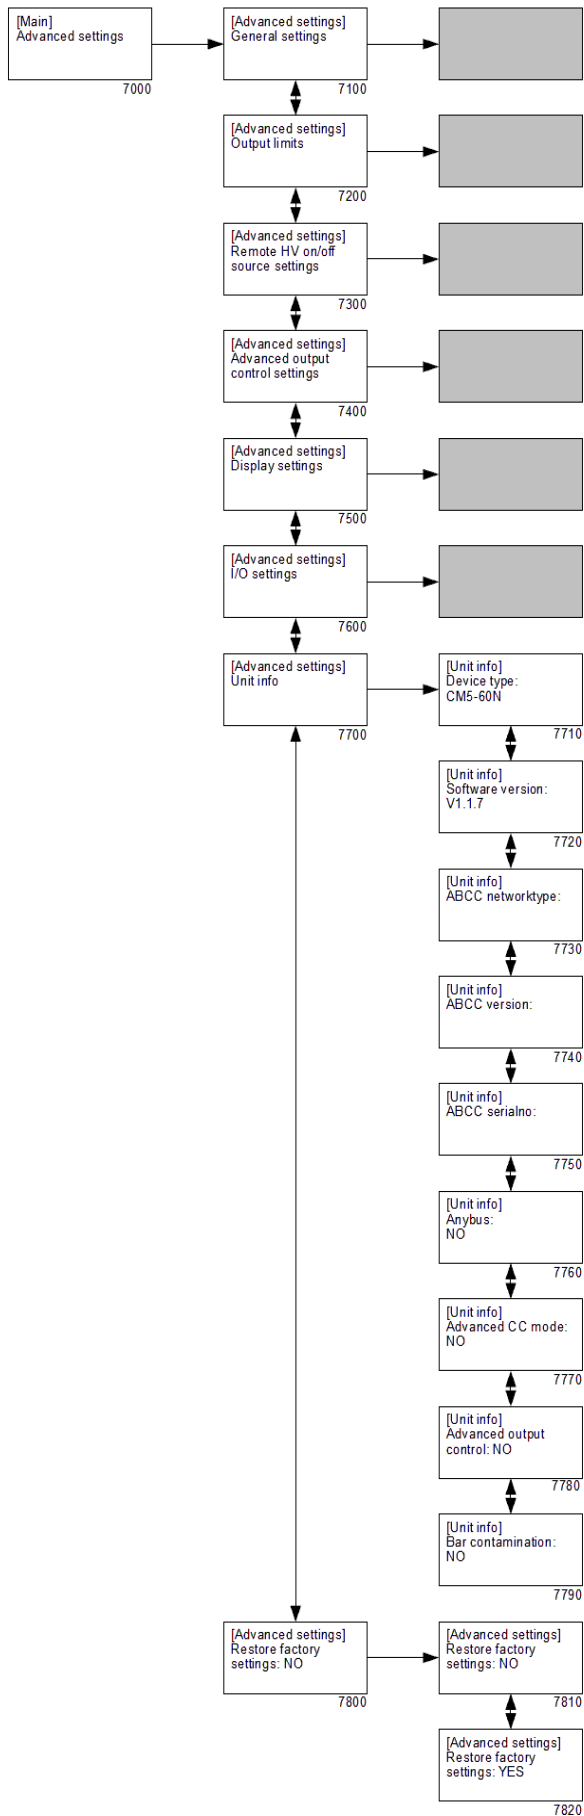 [Main]
Advanced settings
7000
[Advanced settings]
General settings
7100
[Advanced settings]
Output limits
7200
[Advanced settings]
Remote HV on/off
source settings
7300
[Advanced settings]
Advanced output
control settings
7400
[Advanced settings]
Display settings
7500
[Advanced settings]
I/O settings
7600
[Advanced settings]
Unit info
7700
[Unit info]
Device type:
CM5-60N
7710
[Unit info]
Software version:
V1.1.7
7720
[Unit info]
ABCC networktype:
7730
[Unit info]
ABCC version:
7740
[Unit info]
ABCC serialno:
7750
[Unit info]
Anybus:
NO
7760
[Unit info]
Advanced CC mode:
NO
7770
[Unit info]
Advanced output
control: NO
7780
[Unit info]
Bar contamination:
NO
7790
[Advanced settings]
Restore factory
settings: NO
7800
[Advanced settings]
Restore factory
settings: NO
7810
[Advanced settings]
Restore factory
settings: YES
7820